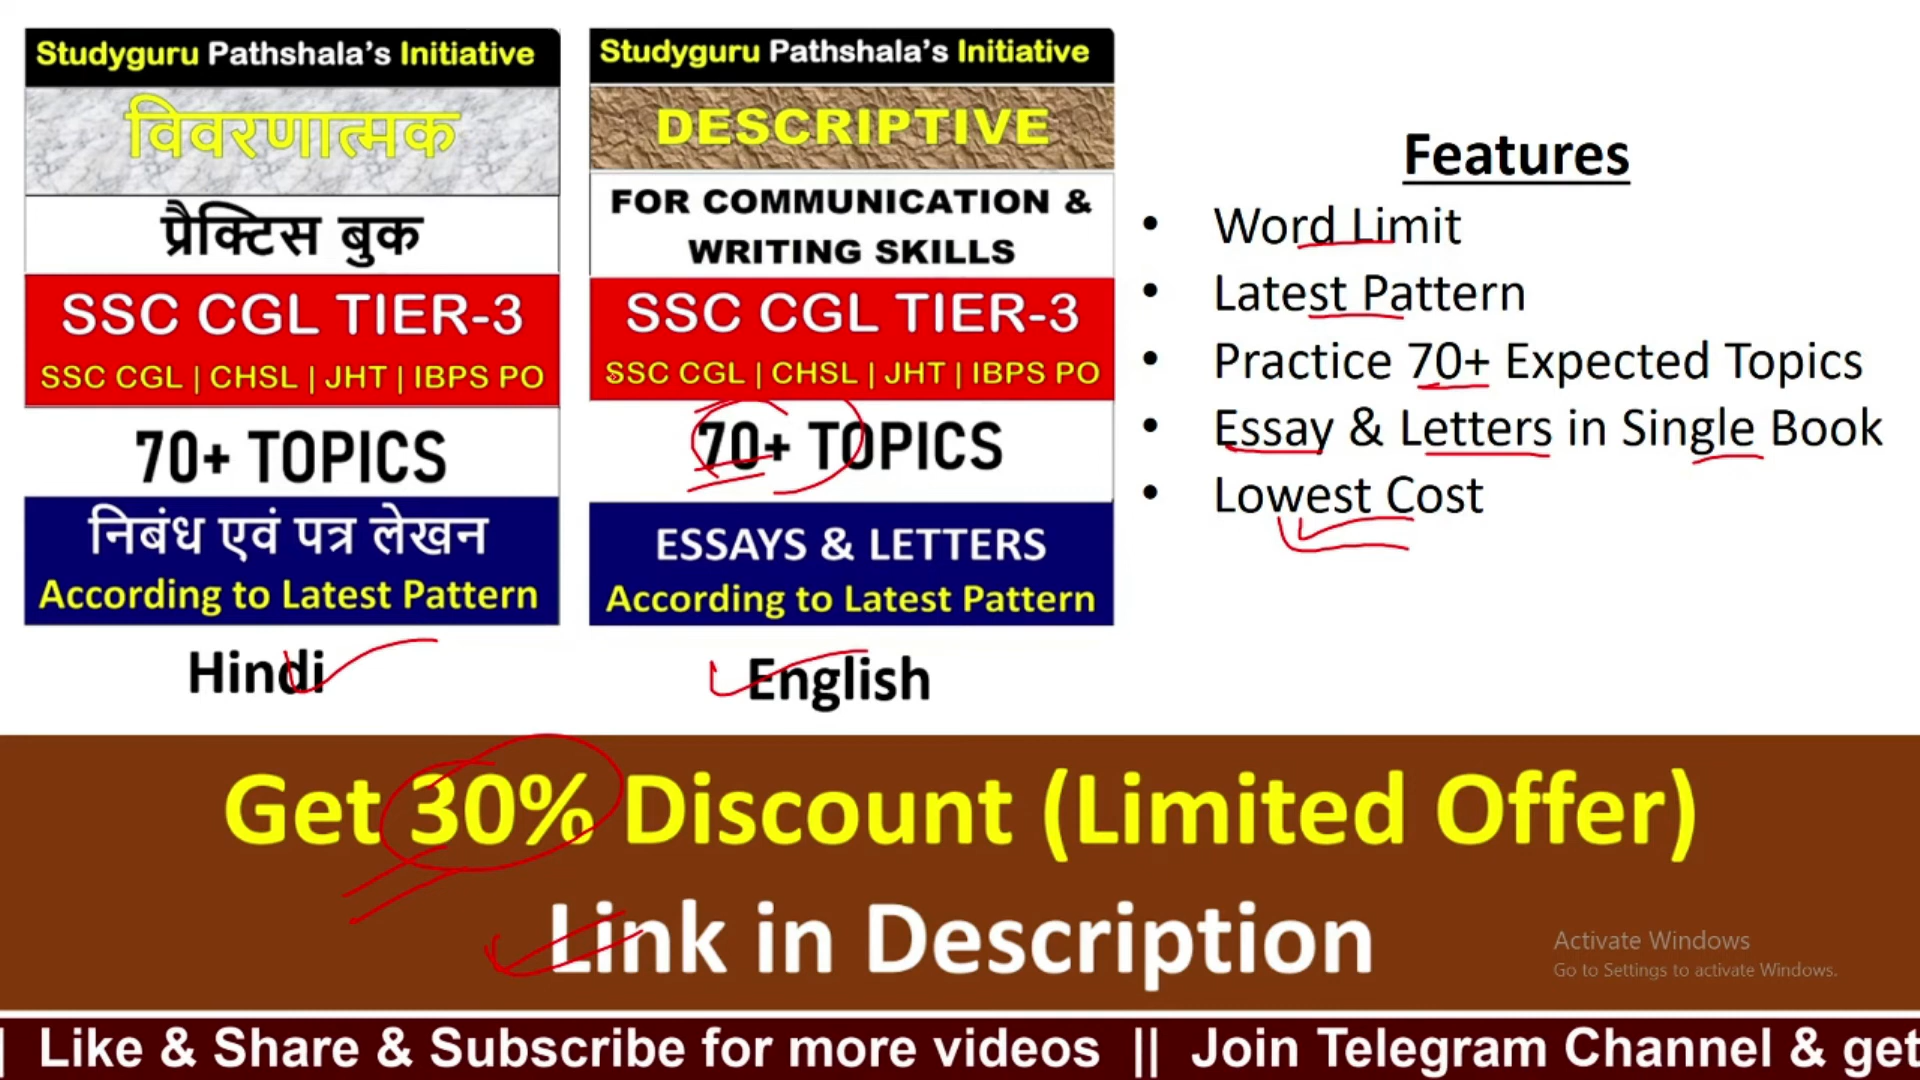 Studyguru Pathshala's Initiative
विवरणात्मक
प्रैक्टिस बुक
SSC CGL TIER-3
SSC CGL | CHSL | JHT | IBPS PO
70+ TOPICS
निबंध एवं पत्र लेखन
According to Latest Pattern
Hindi
Studyguru Pathshala's Initiative
DESCRIPTIVE
FOR COMMUNICATION &
WRITING SKILLS
SSC CGL TIER-3
SSC CGL | CHSL | JHT | IBPS PO
70+ TOPICS
ESSAYS & LETTERS
According to Latest Pattern
English
Features
• Word Limit
• Latest Pattern
• Practice 70+ Expected Topics
• Essay & Letters in Single Book
• Lowest Cost
Get 30% Discount (Limited Offer)
Link in Description
Activate Windows
Go to Settings to activate Windows.
| Like & Share & Subscribe for more videos || Join Telegram Channel & get